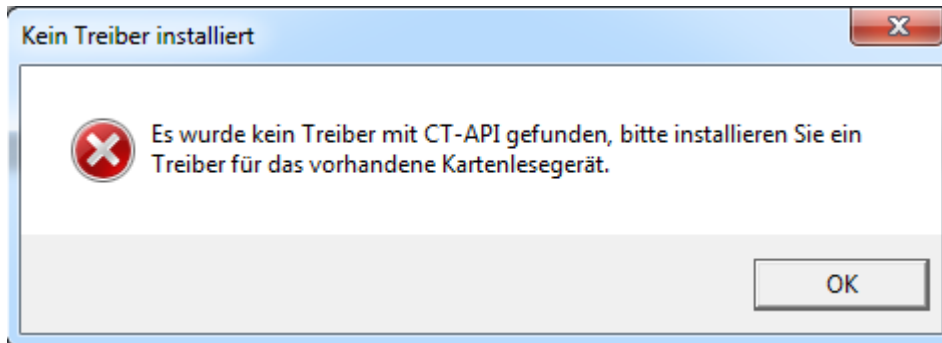 Kein Treiber installiert
Es wurde kein Treiber mit CT-API gefunden, bitte installieren Sie ein
Treiber für das vorhandene Kartenlesegerät.
OK